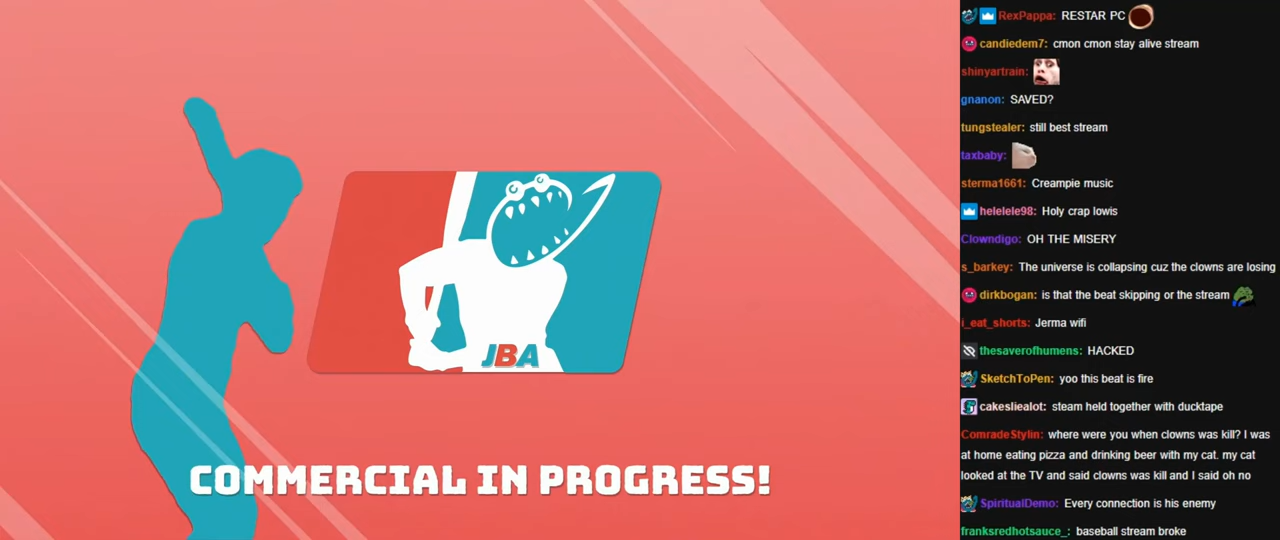 JBA
COMMERCIAL IN PROGRESS!
RexPappa: RESTAR PC
candiedem7: cmon cmon stay alive stream
shinyartrain:
gnanon: SAVED?
tungstealer: still best stream
taxbaby:
sterma1661: Creampie music
helelele98: Holy crap lowis
Clowndigo: OH THE MISERY
s_barkey: The universe is collapsing cuz the clowns are losing
dirkbogan: is that the beat skipping or the stream
i_eat_shorts: Jerma wifi
thesaverofhumens: HACKED
SketchToPen: yoo this beat is fire
cakesliealot: steam held together with ducktape
ComradeStylin: where were you when clowns was kill? I was
at home eating pizza and drinking beer with my cat. my cat
looked at the TV and said clowns was kill and I said oh no
SpiritualDemo: Every connection is his enemy
franksredhotsauce_: baseball stream broke